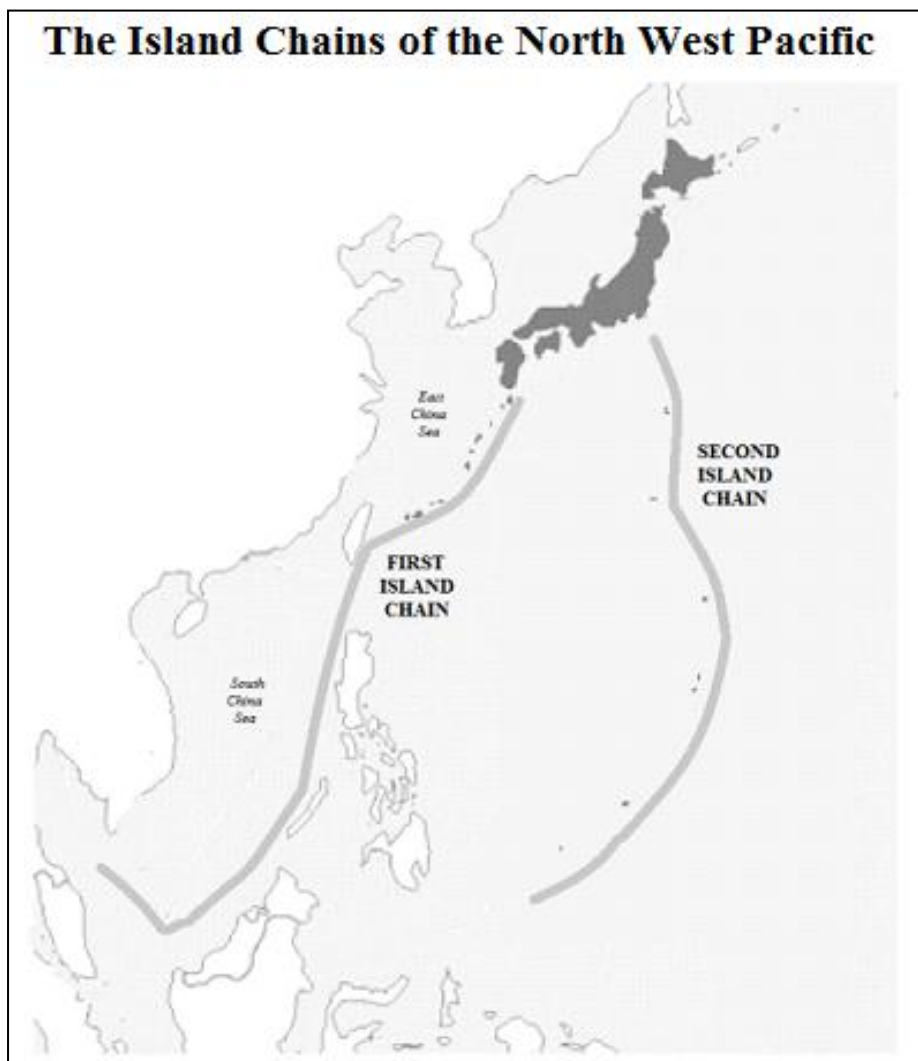 The Island Chains of the North West Pacific
East
China
Sea
SECOND
ISLAND
CHAIN
FIRST
ISLAND
CHAIN
South
China
Sea